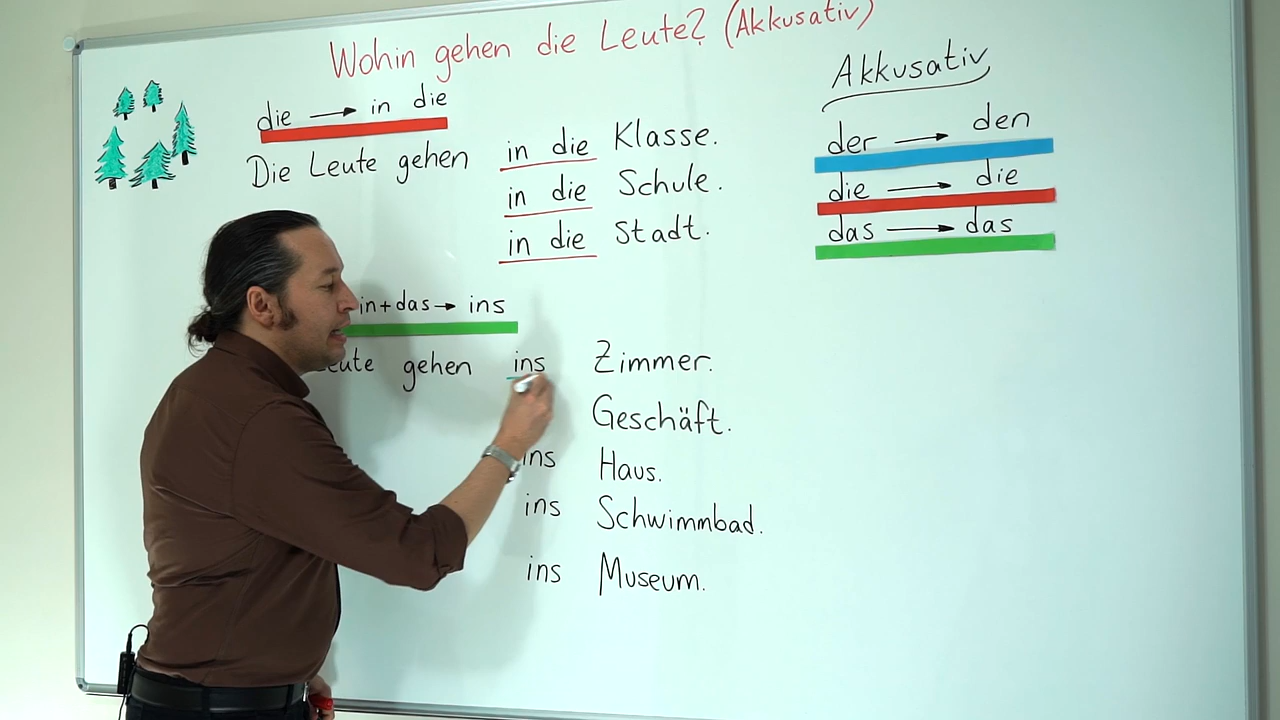 Wohin gehen die Leute? (Akkusativ)
die → in die
Die Leute gehen in die Klasse.
in die Schule.
in die Stadt.
in+das → ins
gehen ins Zimmer.
Geschäft.
ins Haus.
ins Schwimmbad.
ins Museum.
Akkusativ
der → den
die → die
das → das